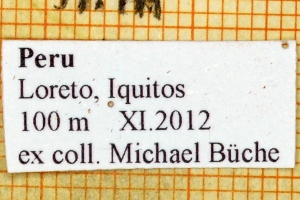 Peru
Loreto, Iquitos
100 m XI.2012
ex coll. Michael Büche